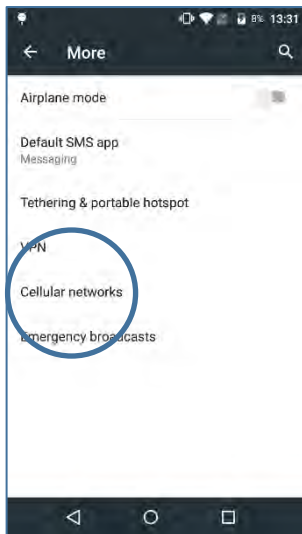 8% 13:31
More
Airplane mode
Default SMS app
Messaging
Tethering & portable hotspot
VPN
Cellular networks
Emergency broadcasts